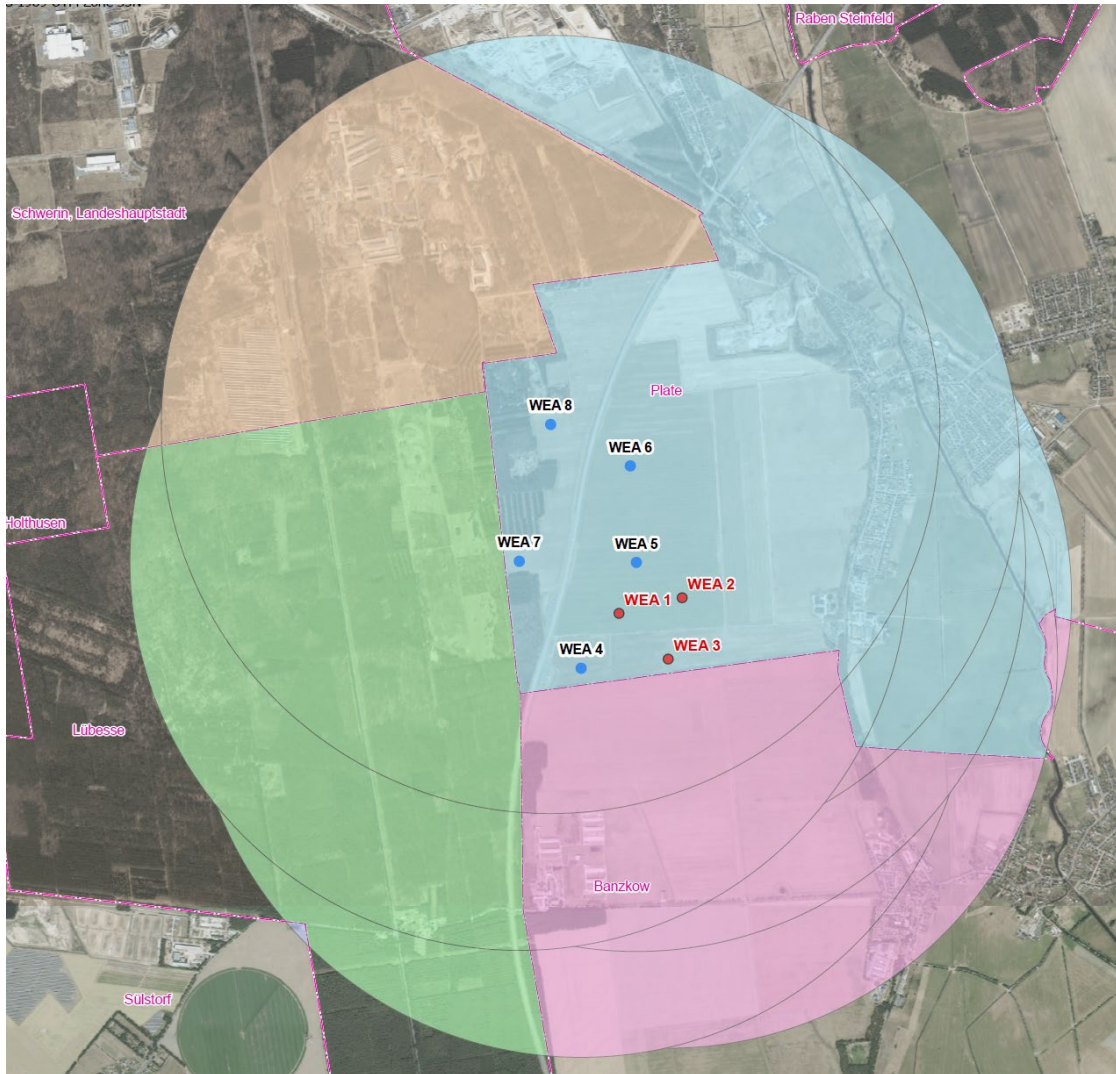 Raben Steinfeld
Schwerin, Landeshauptstadt
Plate
WEA 8
WEA 6
Holthusen
WEA 7
WEA 5
WEA 2
WEA 1
WEA 3
WEA 4
Lübesse
Banzkow
Sülstorf